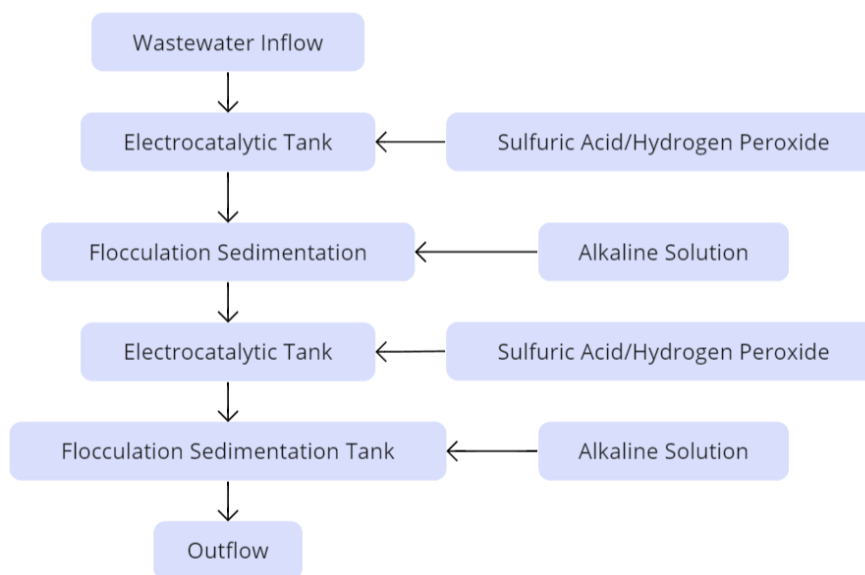 Wastewater Inflow
Electrocatalytic Tank
Sulfuric Acid/Hydrogen Peroxide
Flocculation Sedimentation
Alkaline Solution
Electrocatalytic Tank
Sulfuric Acid/Hydrogen Peroxide
Flocculation Sedimentation Tank
Alkaline Solution
Outflow